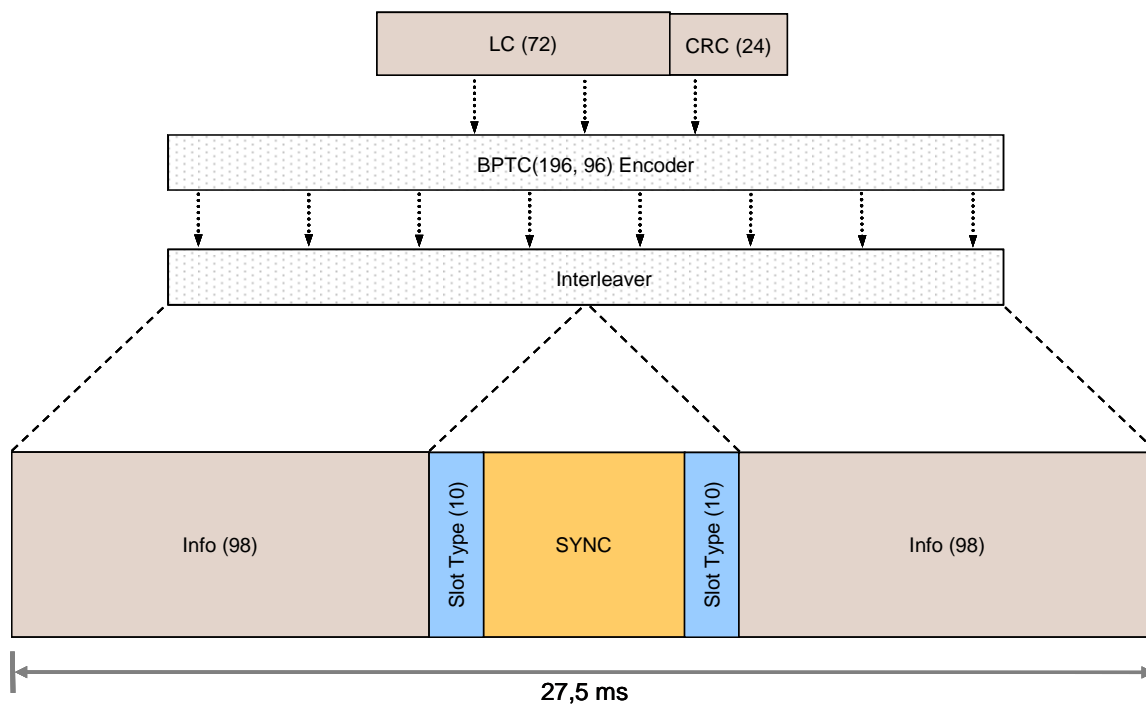 LC (72)
CRC (24)
BPTC(196, 96) Encoder
Interleaver
Info (98)
Slot Type (10)
SYNC
Slot Type (10)
Info (98)
27,5 ms